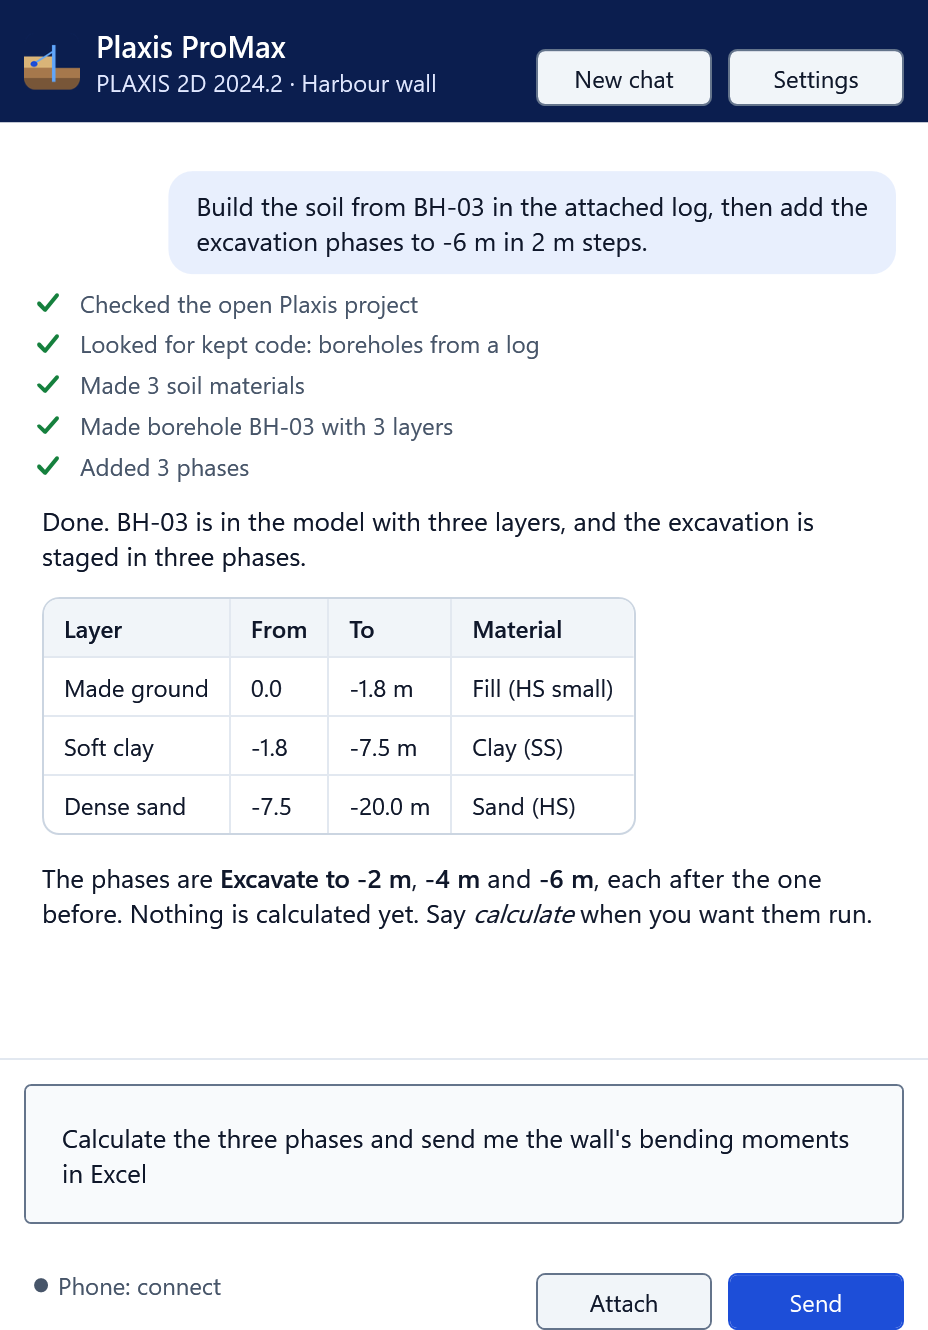 Plaxis ProMax
PLAXIS 2D 2024.2 · Harbour wall
New chat
Settings
Build the soil from BH-03 in the attached log, then add the
excavation phases to -6 m in 2 m steps.
Checked the open Plaxis project
Looked for kept code: boreholes from a log
Made 3 soil materials
Made borehole BH-03 with 3 layers
Added 3 phases
Done. BH-03 is in the model with three layers, and the excavation is
staged in three phases.
Layer From To Material
Made ground 0.0 -1.8 m Fill (HS small)
Soft clay -1.8 -7.5 m Clay (SS)
Dense sand -7.5 -20.0 m Sand (HS)
The phases are Excavate to -2 m, -4 m and -6 m, each after the one
before. Nothing is calculated yet. Say calculate when you want them run.
Calculate the three phases and send me the wall's bending moments
in Excel
Phone: connect
Attach
Send